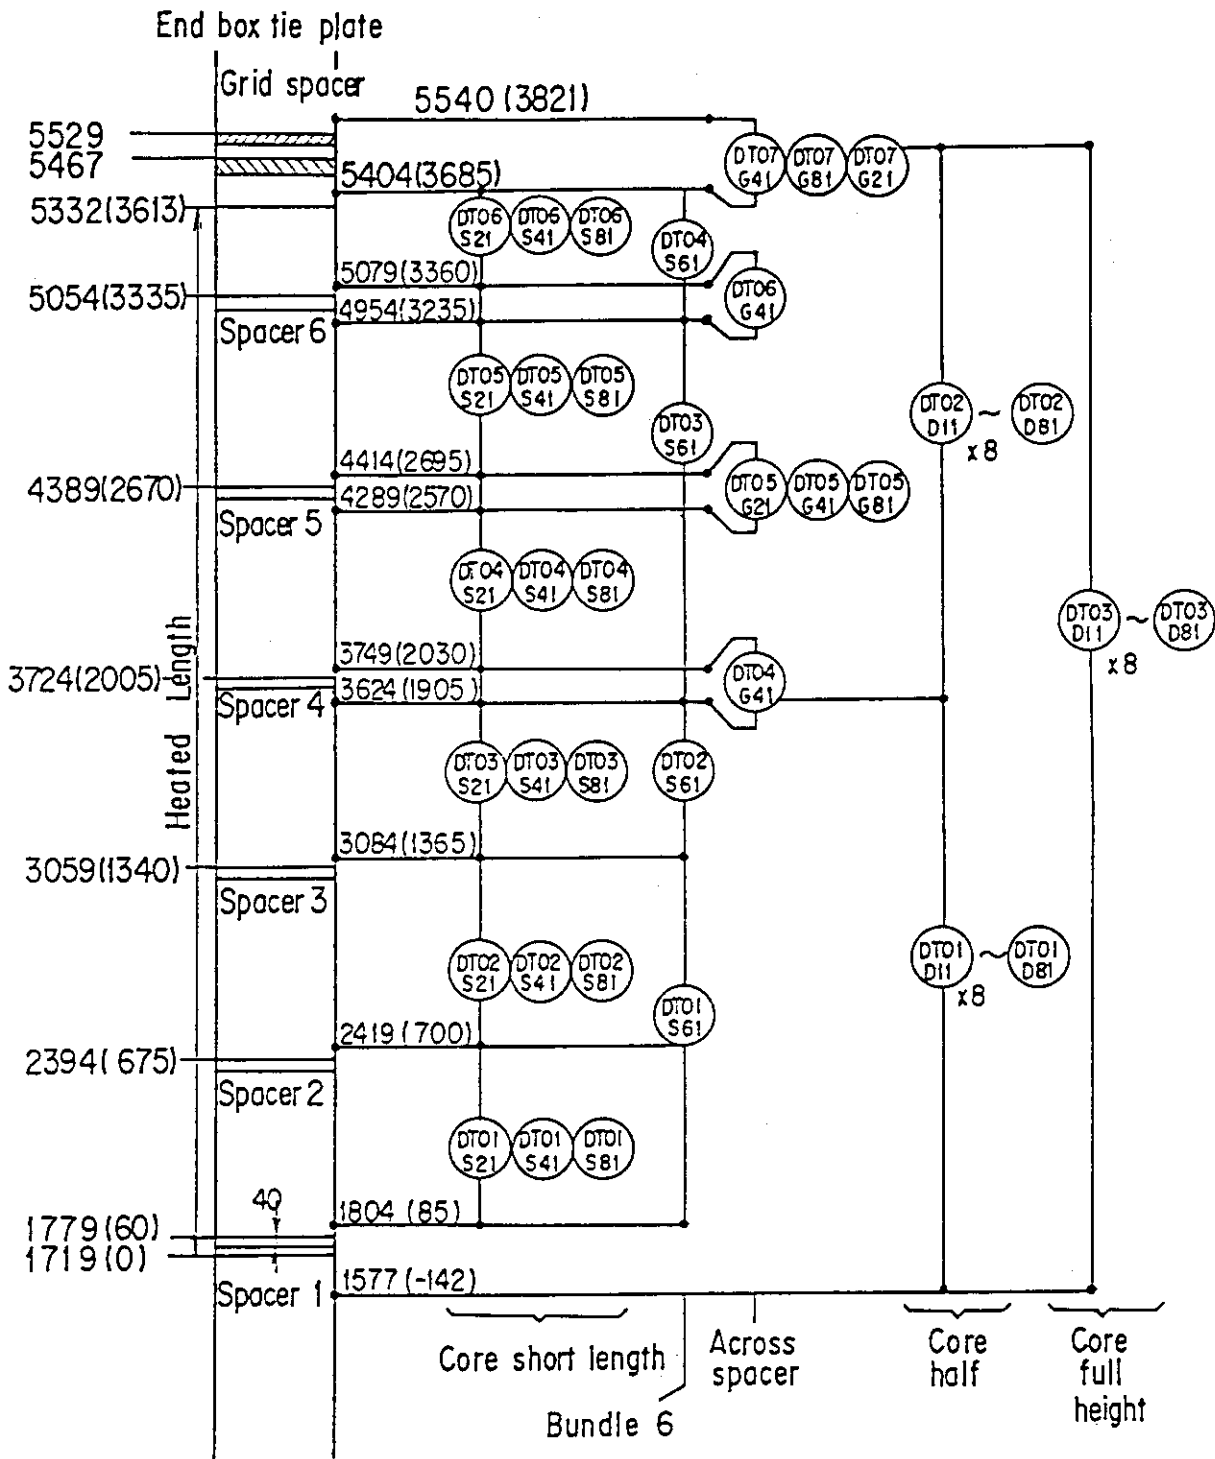 End box tie plate
Grid spacer
5540 (3821)
5529
5467
DT07 G41 DT07 G81 DT07 G21
5404(3685)
5332(3613)
DT06 S21 DT06 S41 DT06 S81
DT04 S61
5079(3360)
5054(3335)
DT06 G41
4954(3235)
Spacer 6
DT05 S21 DT05 S41 DT05 S81
DT03 S61
DT02 D11 ~ DT02 D81
x8
4414(2695)
4389(2670)
4289(2570)
DT05 G21 DT05 G41 DT05 G81
Spacer 5
DT04 S21 DT04 S41 DT04 S81
DT03 D11 ~ DT03 D81
x8
Heated Length
3749(2030)
3724(2005)
3624(1905)
DT04 G41
Spacer 4
DT03 S21 DT03 S41 DT03 S81
DT02 S61
3084(1365)
3059(1340)
Spacer 3
DT02 S21 DT02 S41 DT02 S81
DT01 S61
DT01 D11 ~ DT01 D81
x8
2419 (700)
2394( 675)
Spacer 2
DT01 S21 DT01 S41 DT01 S81
40
1804 (85)
1779(60)
1719(0)
1577 (-142)
Spacer 1
Core short length
Bundle 6
Across
spacer
Core
half
Core
full
height